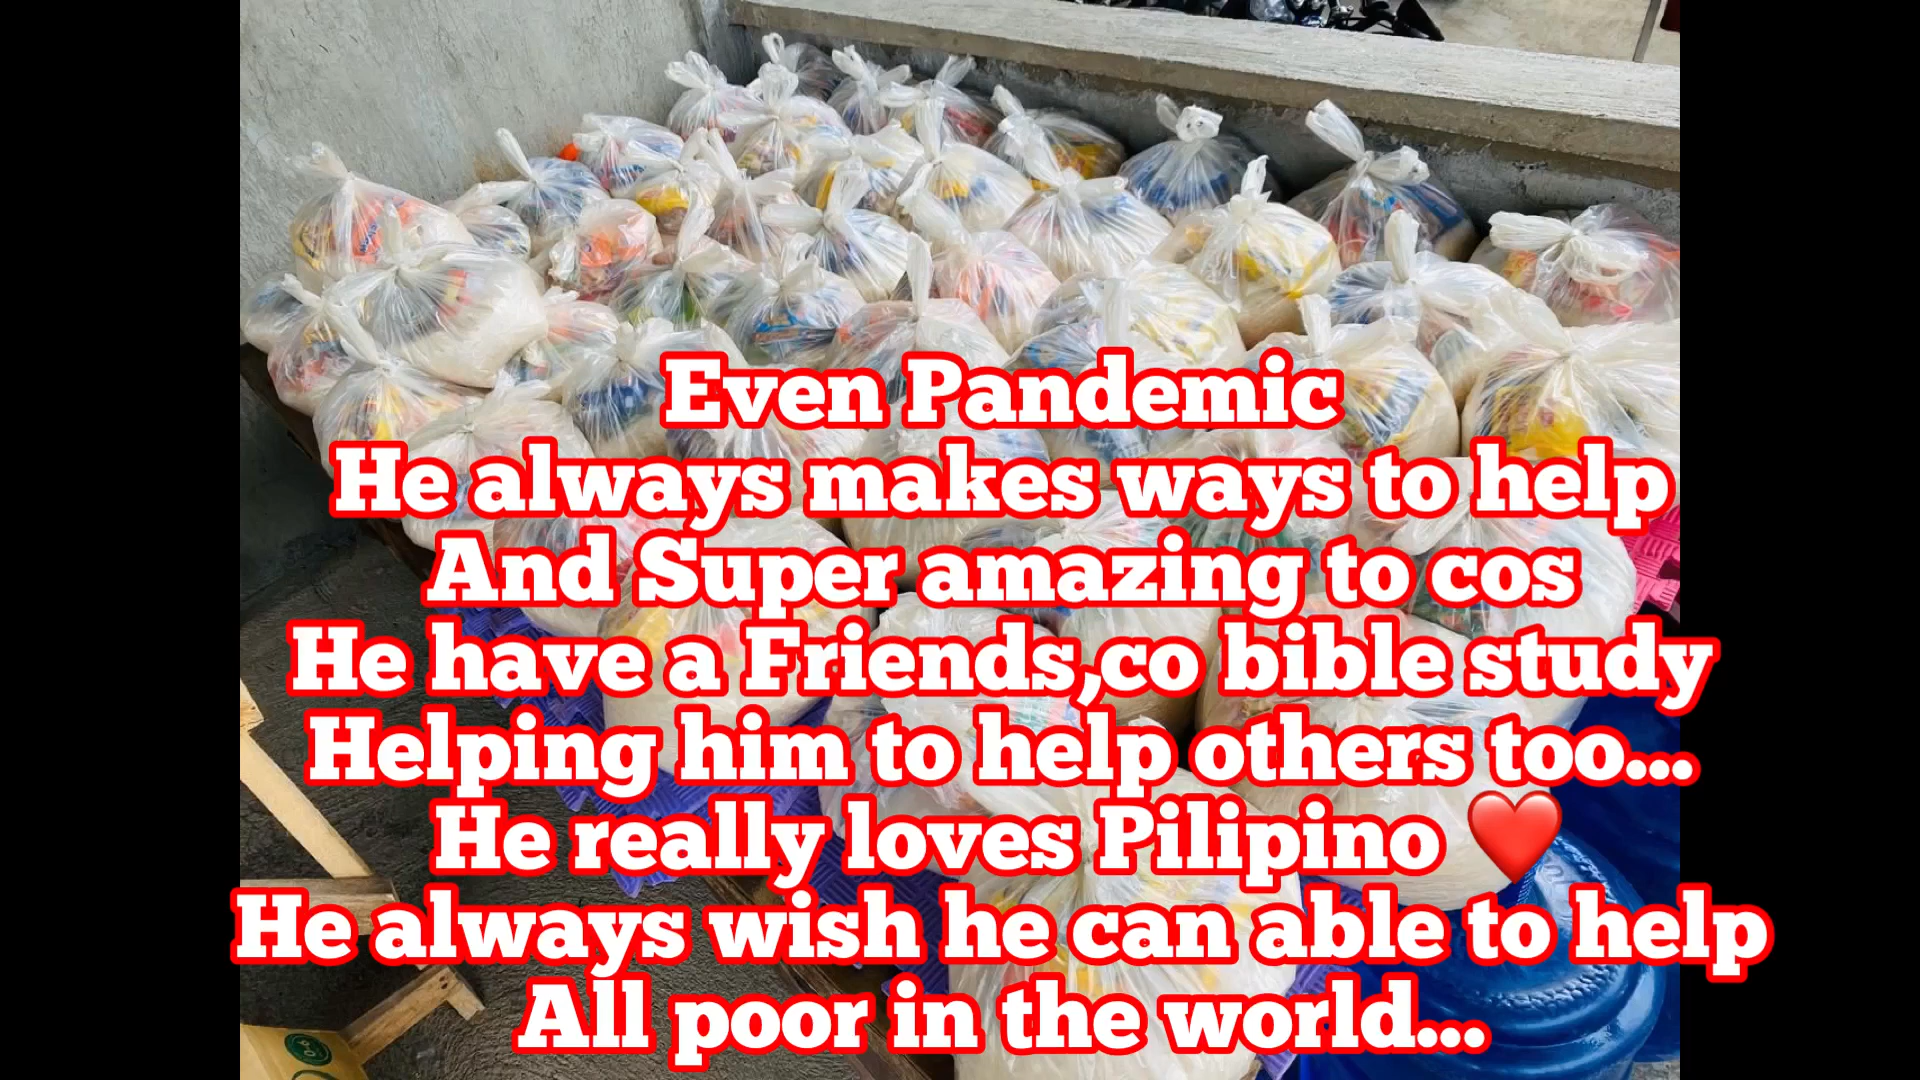 Even Pandemic
He always makes ways to help
And Super amazing to cos
He have a Friends,co bible study
Helping him to help others too...
He really loves Pilipino ❤️
He always wish he can able to help
All poor in the world...